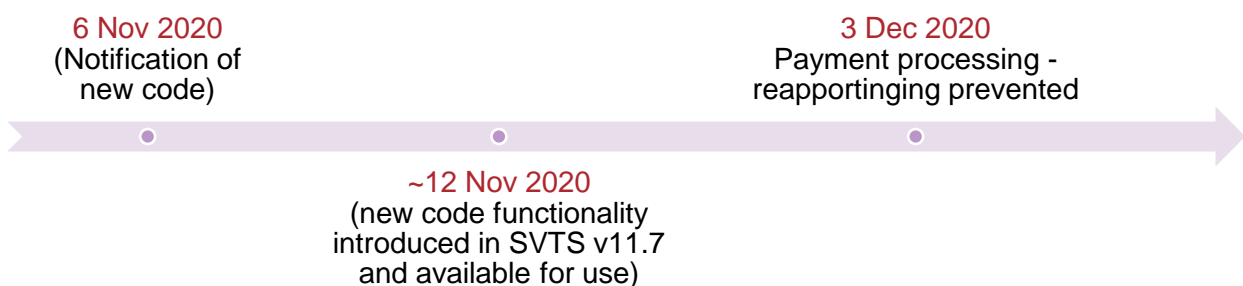 6 Nov 2020
(Notification of
new code)
~12 Nov 2020
(new code functionality
introduced in SVTS v11.7
and available for use)
3 Dec 2020
Payment processing -
reapportinging prevented